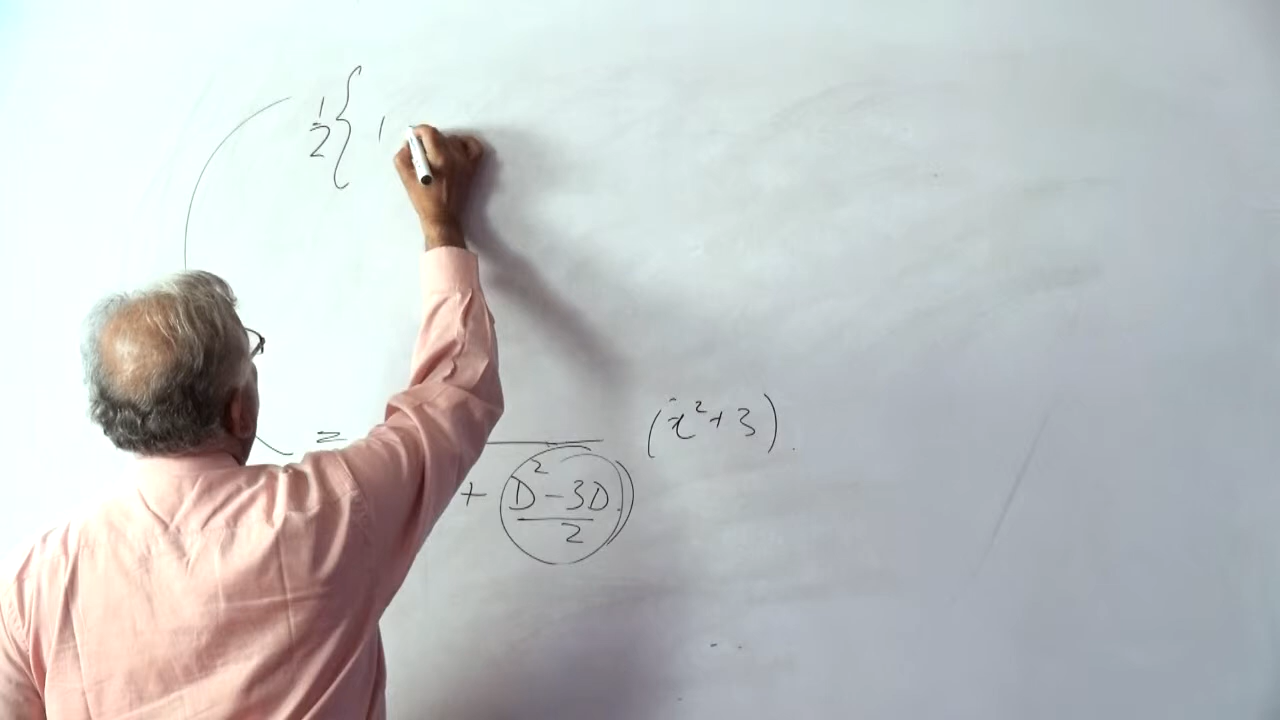 1/2 { 1
=
+ (D² - 3D)/2 ) (x² + 3).